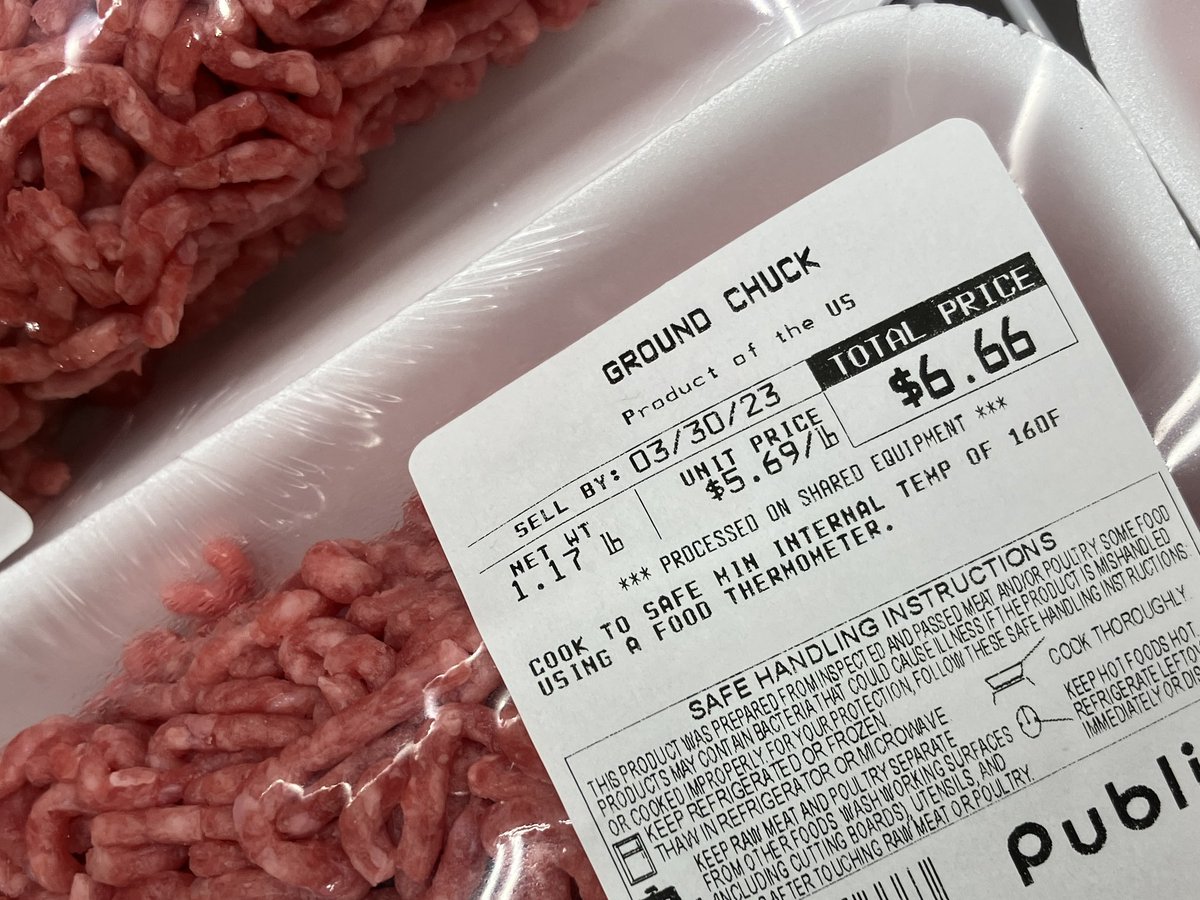 GROUND CHUCK
Product of the US
SELL BY: 03/30/23
TOTAL PRICE
$6.66
NET WT
1.17 lb
UNIT PRICE
$5.69/lb
*** PROCESSED ON SHARED EQUIPMENT ***
COOK TO SAFE MIN INTERNAL TEMP OF 160F
USING A FOOD THERMOMETER.
SAFE HANDLING INSTRUCTIONS
THIS PRODUCT WAS PREPARED FROM INSPECTED AND PASSED MEAT AND/OR POULTRY. SOME FOOD
PRODUCTS MAY CONTAIN BACTERIA THAT COULD CAUSE ILLNESS IF THE PRODUCT IS MISHANDLED
OR COOKED IMPROPERLY. FOR YOUR PROTECTION, FOLLOW THESE SAFE HANDLING INSTRUCTIONS
KEEP REFRIGERATED OR FROZEN.
THAW IN REFRIGERATOR OR MICROWAVE
KEEP RAW MEAT AND POULTRY SEPARATE
FROM OTHER FOODS. WASH WORKING SURFACES
(INCLUDING CUTTING BOARDS), UTENSILS, AND
AFTER TOUCHING RAW MEAT OR POULTRY.
COOK THOROUGHLY
KEEP HOT FOODS HOT
REFRIGERATE
IMMEDIATELY OR
Publi